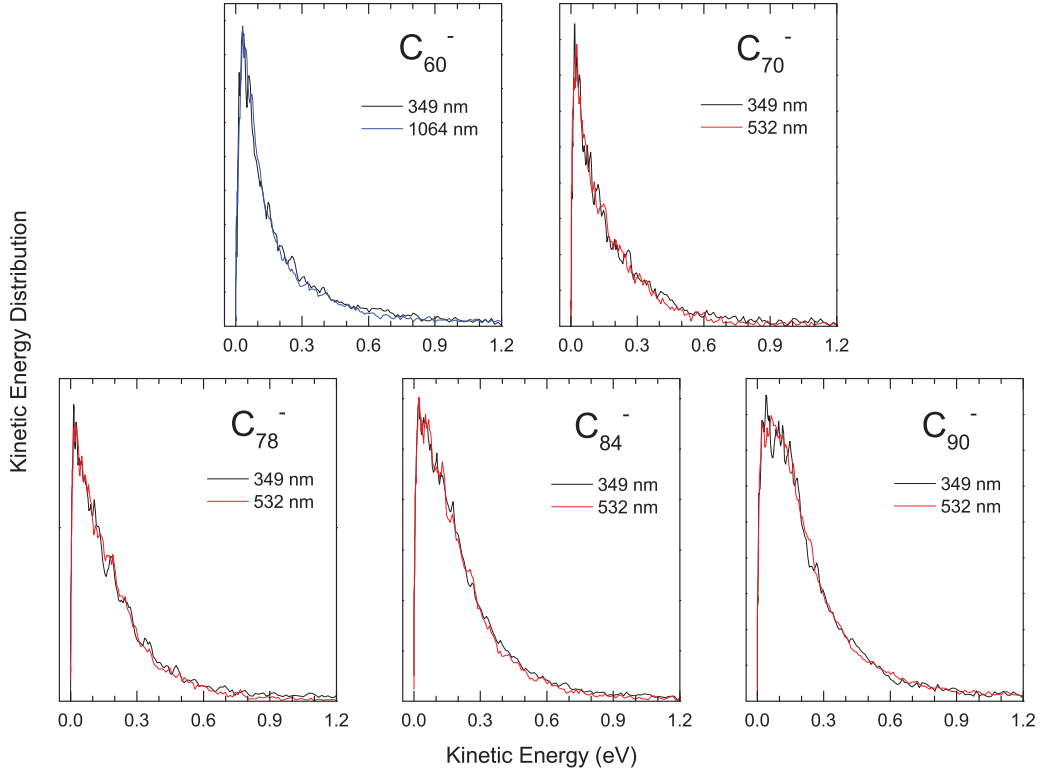 C60-
349 nm
1064 nm
0.0 0.3 0.6 0.9 1.2
C70-
349 nm
532 nm
0.0 0.3 0.6 0.9 1.2
Kinetic Energy Distribution
C78-
349 nm
532 nm
0.0 0.3 0.6 0.9 1.2
C84-
349 nm
532 nm
0.0 0.3 0.6 0.9 1.2
C90-
349 nm
532 nm
0.0 0.3 0.6 0.9 1.2
Kinetic Energy (eV)